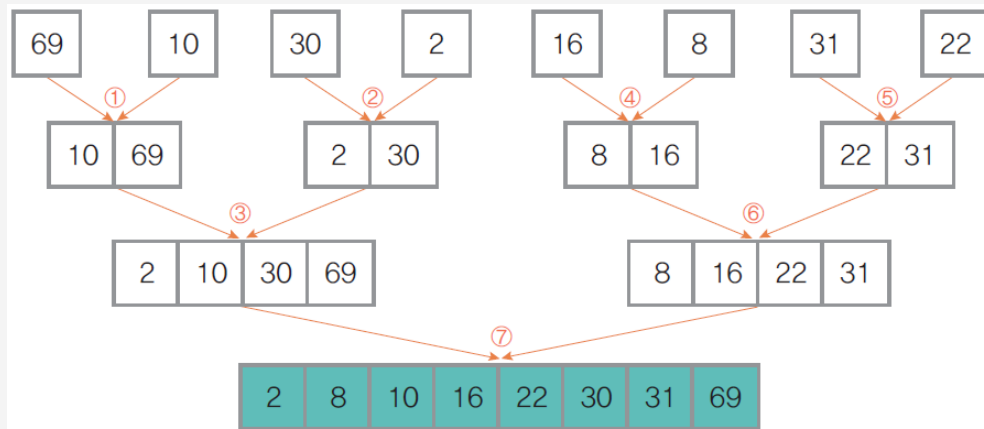 69 10 30 2 16 8 31 22
① ② ④ ⑤
10 69 2 30 8 16 22 31
③ ⑥
2 10 30 69 8 16 22 31
⑦
2 8 10 16 22 30 31 69